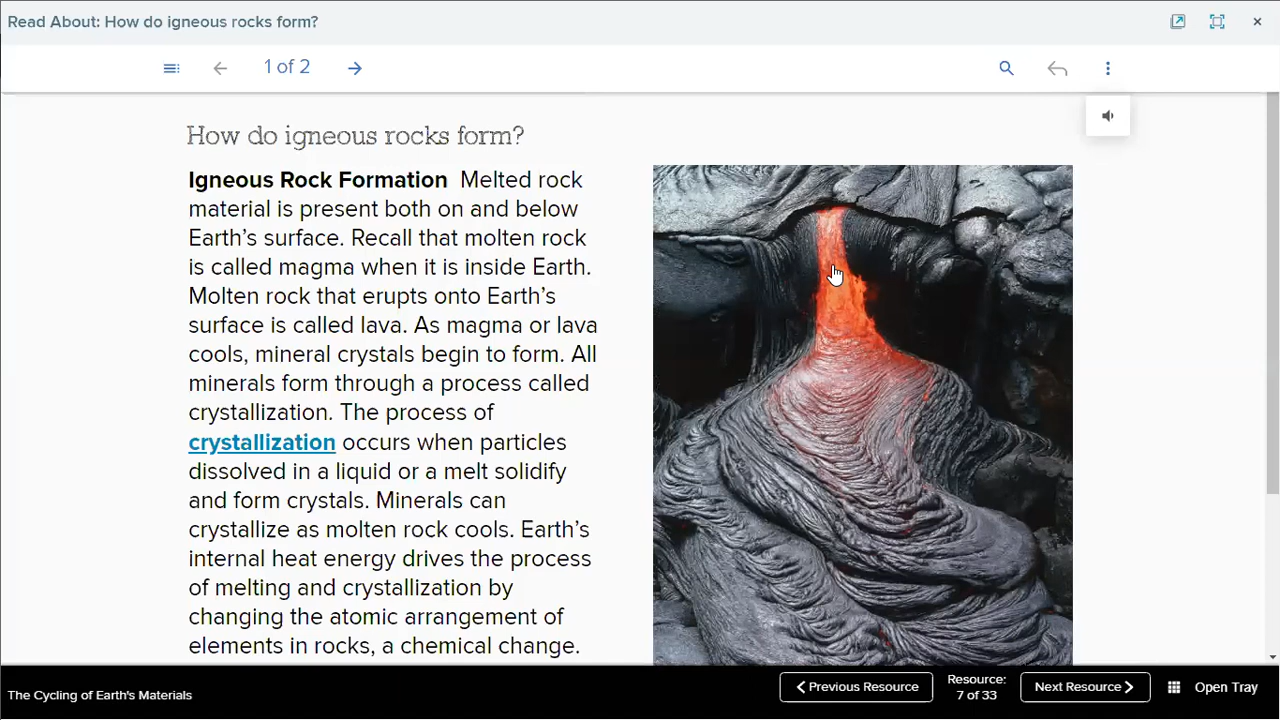 Read About: How do igneous rocks form?
1 of 2
How do igneous rocks form?
Igneous Rock Formation Melted rock
material is present both on and below
Earth’s surface. Recall that molten rock
is called magma when it is inside Earth.
Molten rock that erupts onto Earth’s
surface is called lava. As magma or lava
cools, mineral crystals begin to form. All
minerals form through a process called
crystallization. The process of
crystallization occurs when particles
dissolved in a liquid or a melt solidify
and form crystals. Minerals can
crystallize as molten rock cools. Earth’s
internal heat energy drives the process
of melting and crystallization by
changing the atomic arrangement of
elements in rocks, a chemical change.
The Cycling of Earth's Materials
Previous Resource
Resource:
7 of 33
Next Resource
Open Tray